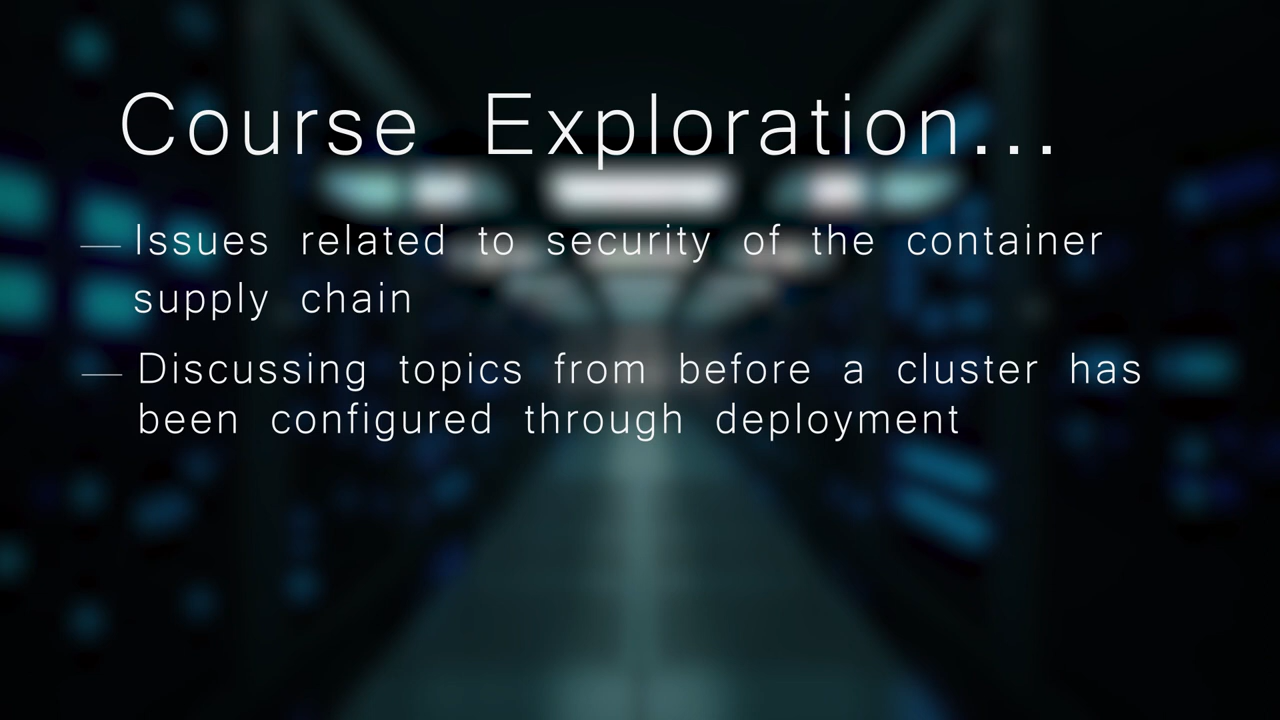 Course Exploration...
— Issues related to security of the container
supply chain
— Discussing topics from before a cluster has
been configured through deployment